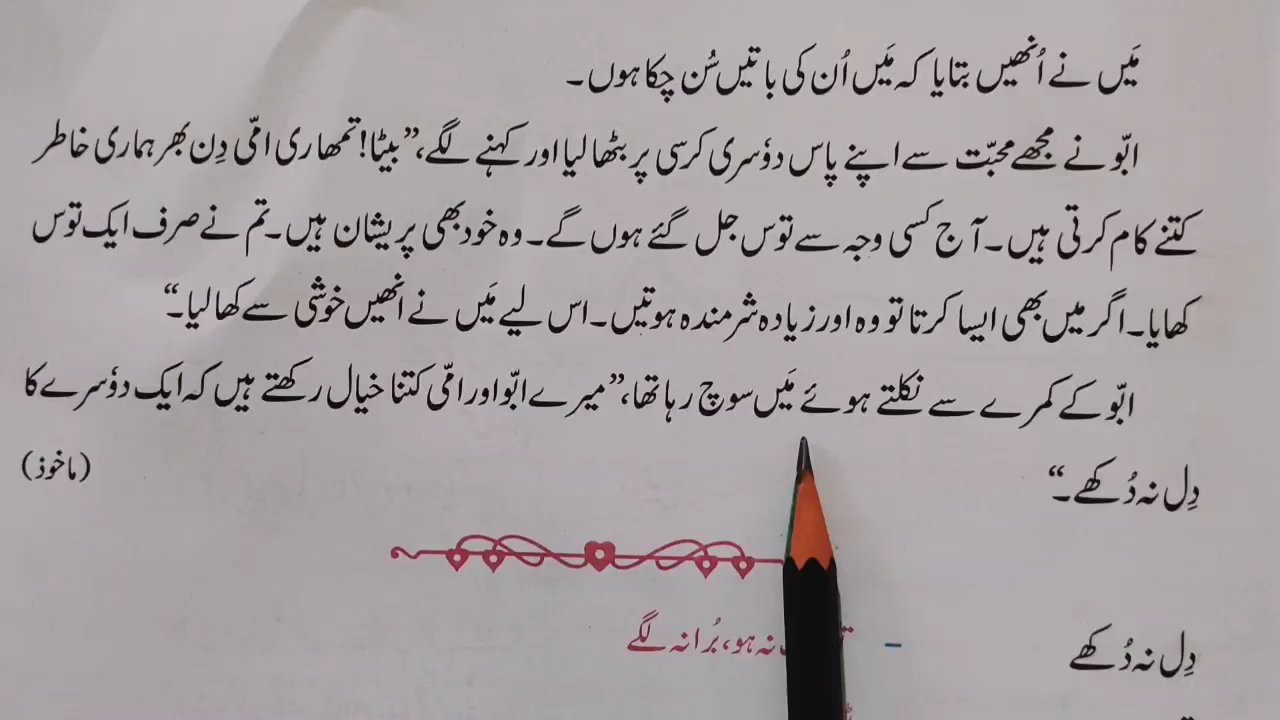 مَیں نے اُنھیں بتایا کہ مَیں اُن کی باتیں سُن چکا ہوں۔
ابّو نے مجھے محبّت سے اپنے پاس دوٗسری کرسی پر بٹھا لیا اور کہنے لگے، ”بیٹا! تمھاری امّی دِن بھر ہماری خاطر
کتنے کام کرتی ہیں۔ آج کسی وجہ سے توس جل گئے ہوں گے۔ وہ خود بھی پریشان ہیں۔ تم نے صرف ایک توس
کھایا۔ اگر میں بھی ایسا کرتا تو وہ اور زیادہ شرمندہ ہوتیں۔ اس لیے مَیں نے انھیں خوشی سے کھا لیا۔“
ابّو کے کمرے سے نکلتے ہوئے مَیں سوچ رہا تھا، ”میرے ابّو اور امّی کتنا خیال رکھتے ہیں کہ ایک دوٗسرے کا
دِل نہ دُکھے۔“ (ماخوذ)
دِل نہ دُکھے - نہ ہو، بُرا نہ لگے